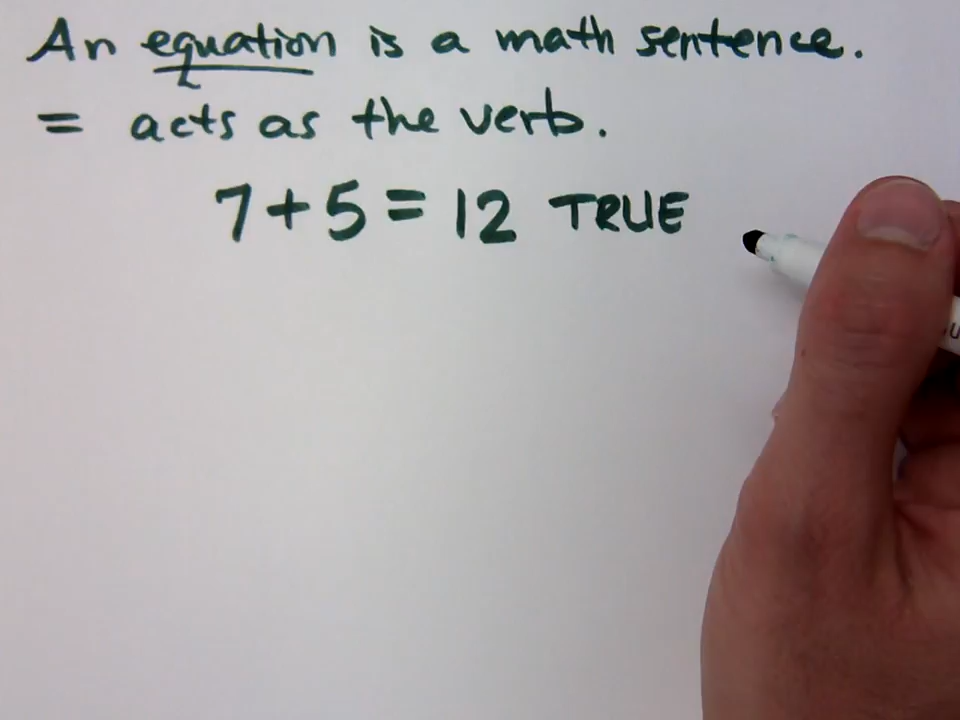 An equation is a math sentence.
= acts as the verb.
7 + 5 = 12 TRUE